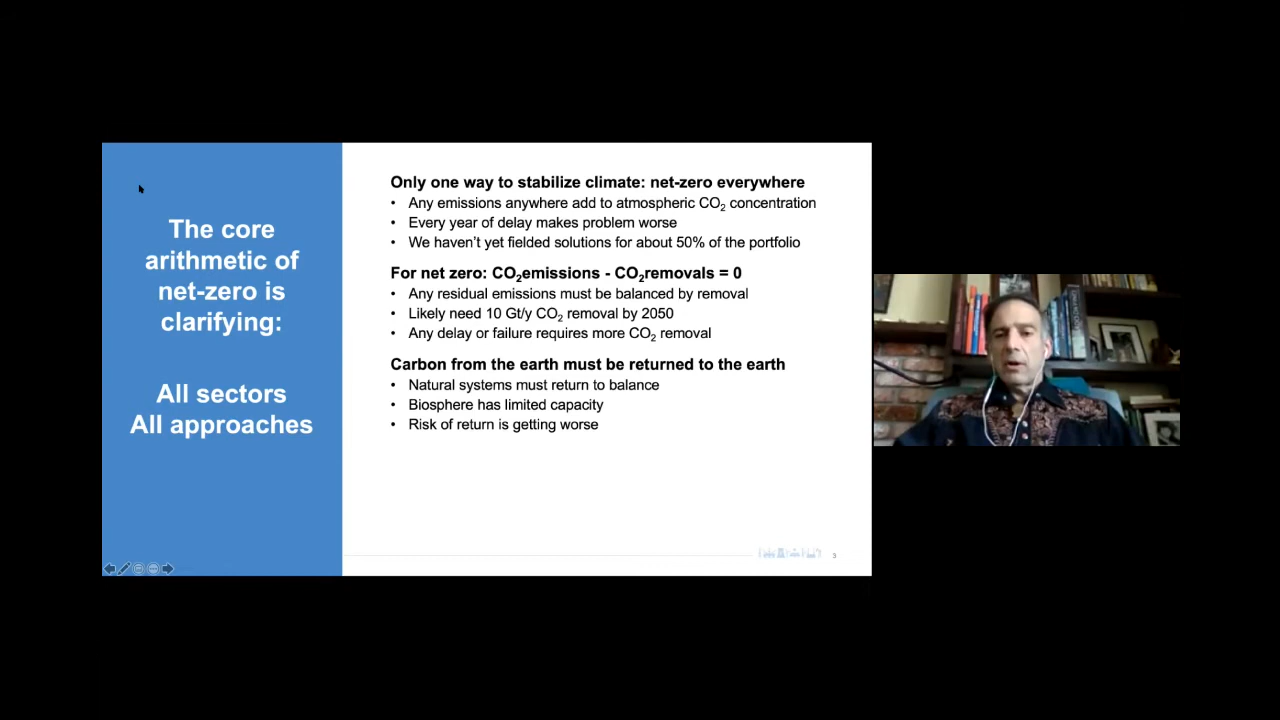 The core
arithmetic of
net-zero is
clarifying:
All sectors
All approaches
Only one way to stabilize climate: net-zero everywhere
• Any emissions anywhere add to atmospheric CO₂ concentration
• Every year of delay makes problem worse
• We haven't yet fielded solutions for about 50% of the portfolio
For net zero: CO₂emissions - CO₂removals = 0
• Any residual emissions must be balanced by removal
• Likely need 10 Gt/y CO₂ removal by 2050
• Any delay or failure requires more CO₂ removal
Carbon from the earth must be returned to the earth
• Natural systems must return to balance
• Biosphere has limited capacity
• Risk of return is getting worse
3